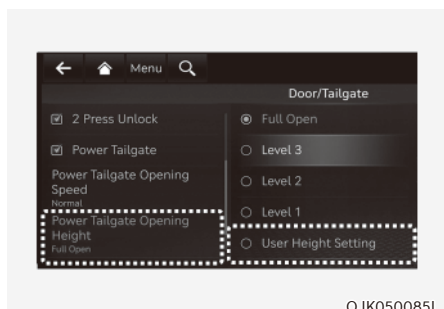 Menu
Door/Tailgate
2 Press Unlock
Power Tailgate
Power Tailgate Opening
Speed
Normal
Power Tailgate Opening
Height
Full Open
Full Open
Level 3
Level 2
Level 1
User Height Setting
OJK050085L